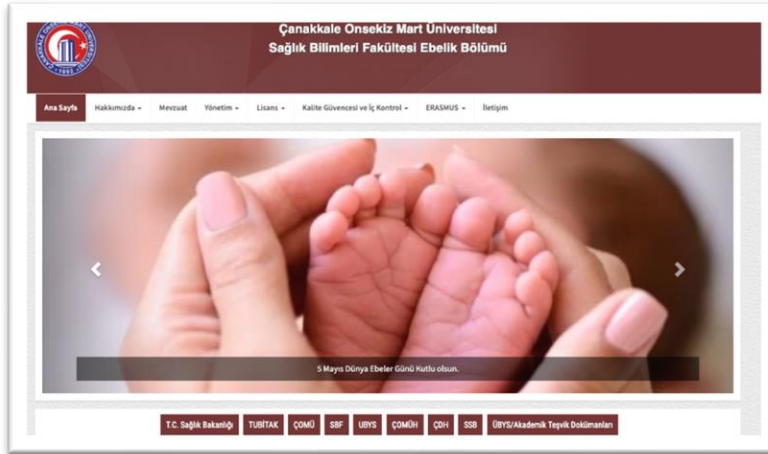 Çanakkale Onsekiz Mart Üniversitesi
Sağlık Bilimleri Fakültesi Ebelik Bölümü
Ana Sayfa Hakkımızda Mevzuat Yönetim Lisans Kalite Güvencesi ve İç Kontrol ERASMUS İletişim
5 Mayıs Dünya Ebeler Günü Kutlu olsun.
T.C. Sağlık Bakanlığı TUBİTAK ÇOMÜ SBF UBYS ÇOMÜH ÇDH SSB ÜBYS/Akademik Teşvik Dokümanları